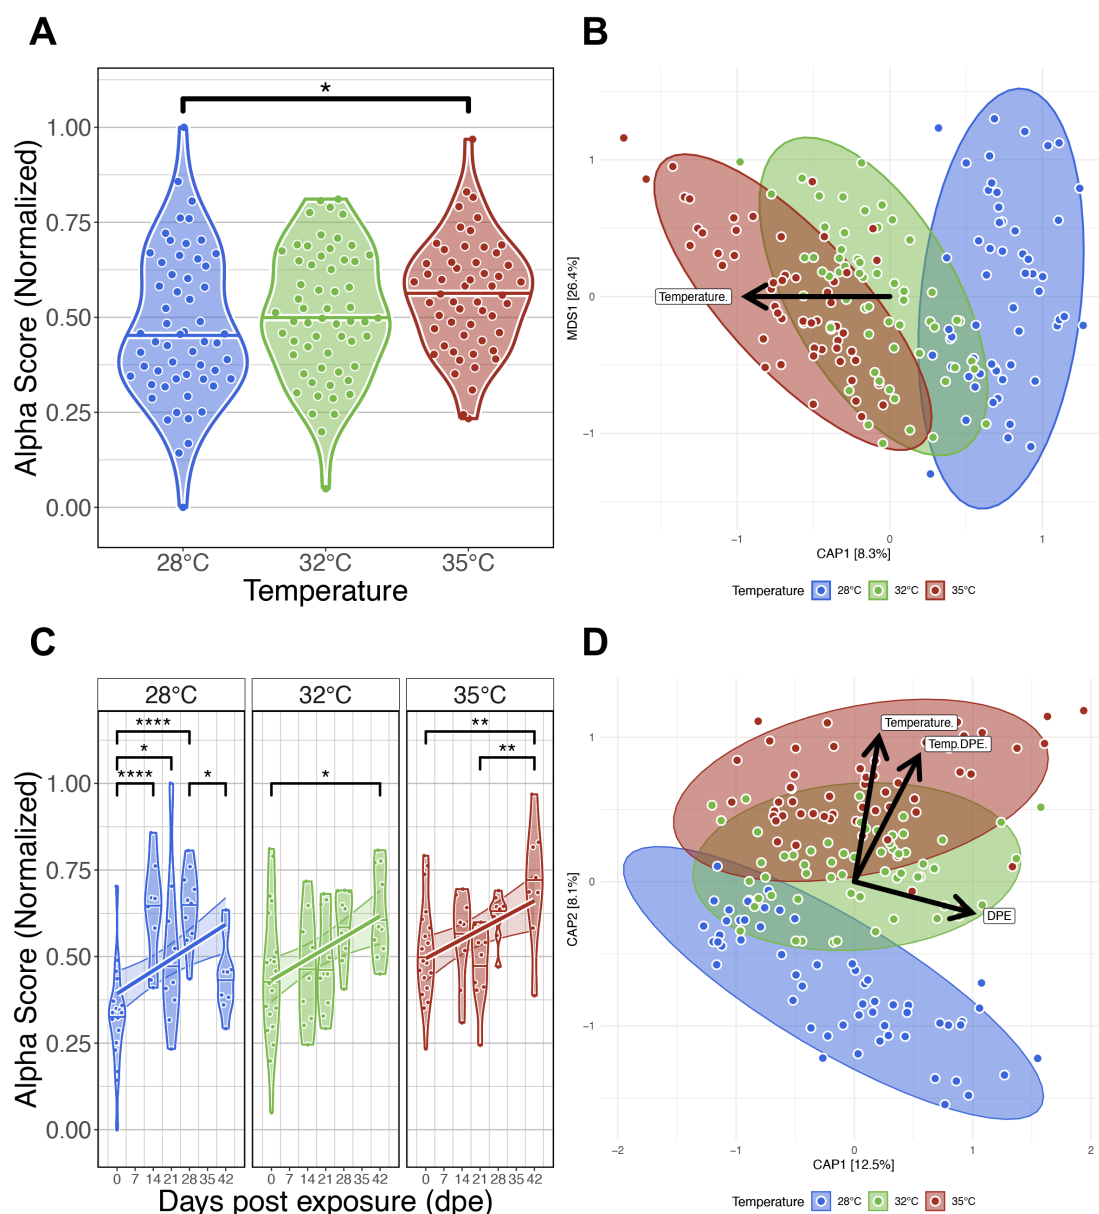 A
*
1.00
0.75
0.50
0.25
0.00
Alpha Score (Normalized)
28°C 32°C 35°C
Temperature
B
1
0
−1
MDS1 [26.4%]
Temperature.
−1 0 1
CAP1 [8.3%]
Temperature 28°C 32°C 35°C
C
28°C 32°C 35°C
****
*
****
*
*
**
**
1.00
0.75
0.50
0.25
0.00
Alpha Score (Normalized)
0 7 14 21 28 35 42 0 7 14 21 28 35 42 0 7 14 21 28 35 42
Days post exposure (dpe)
D
1
0
−1
CAP2 [8.1%]
Temperature.
Temp.DPE.
DPE
−2 −1 0 1 2
CAP1 [12.5%]
Temperature 28°C 32°C 35°C